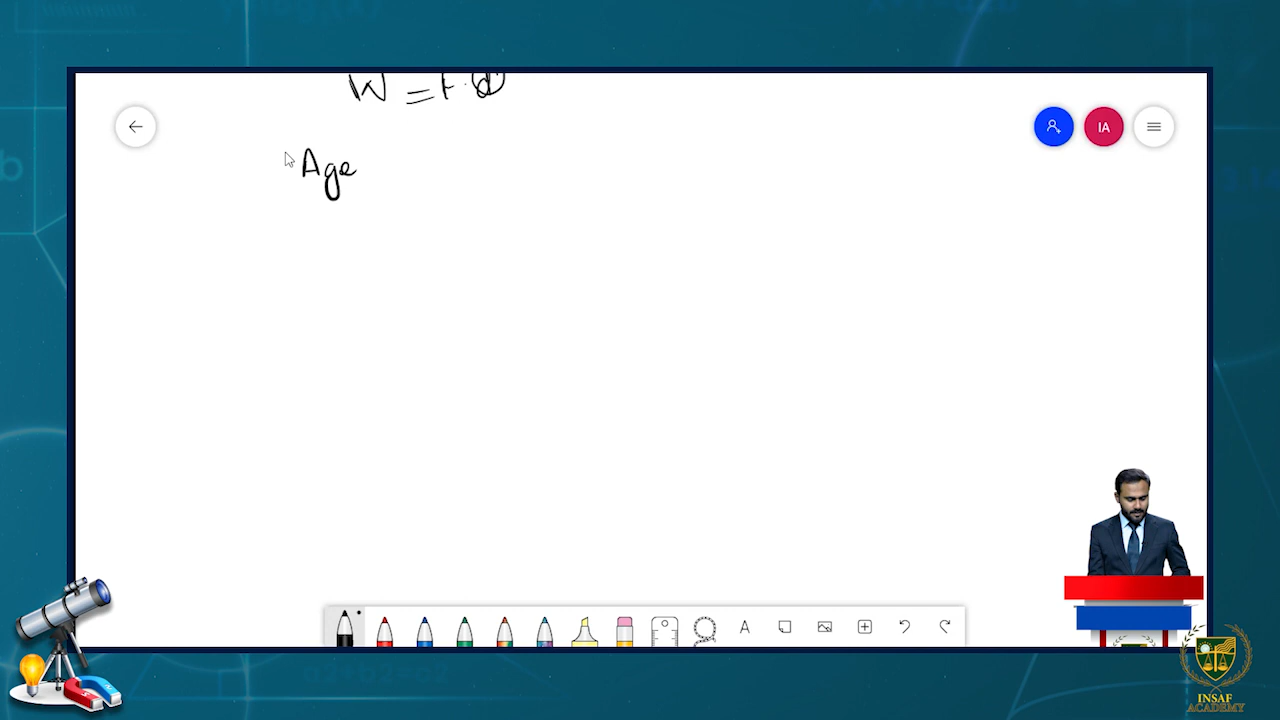 W = F.d
Age
IA
A
INSAF
ACADEMY